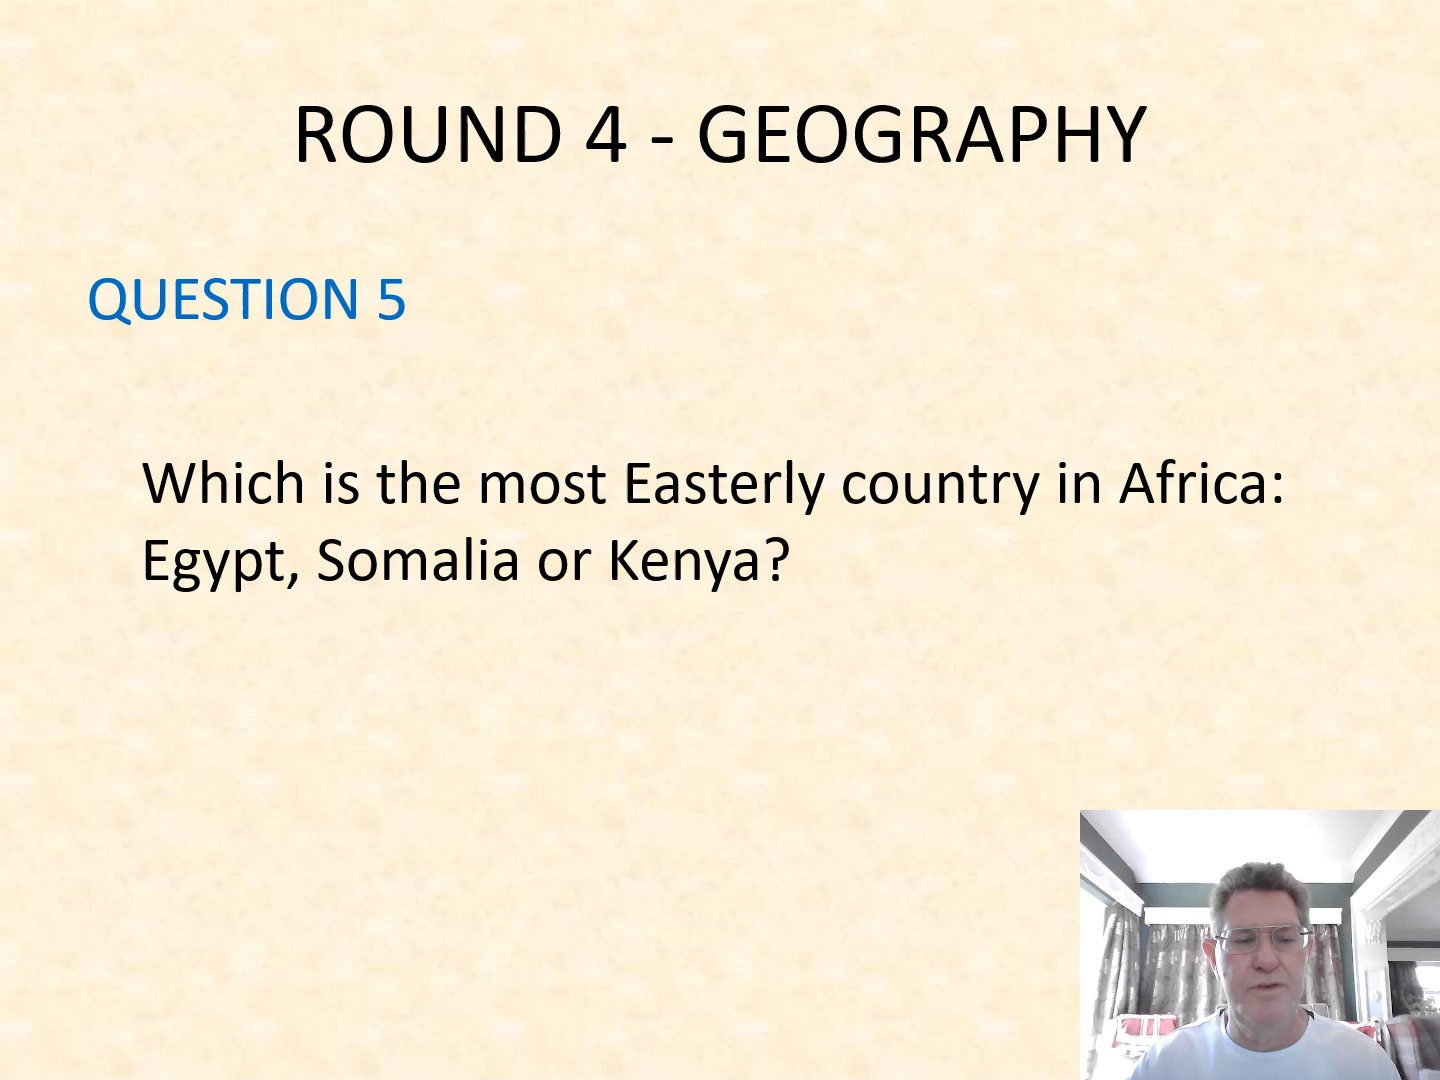 ROUND 4 - GEOGRAPHY
QUESTION 5
Which is the most Easterly country in Africa:
Egypt, Somalia or Kenya?